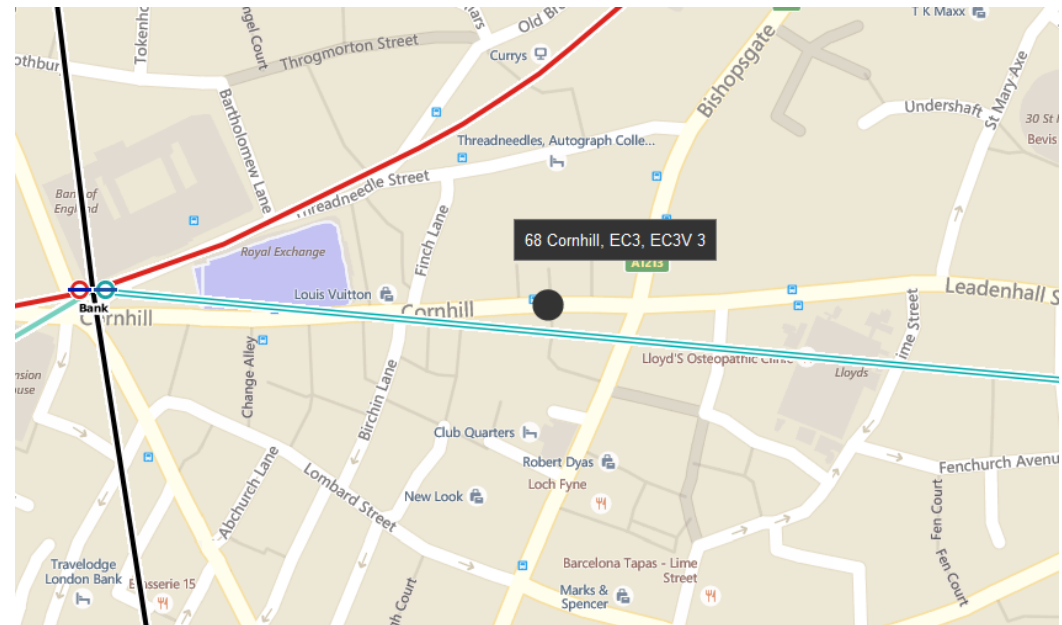 T K Maxx
Old Br
Currys
Tokenho
ngel Court
Throgmorton Street
othbur
Bishopsgate
St Mary Axe
Undershaft
30 St
Bevis
Bartholomew Lane
Threadneedles, Autograph Colle...
Threadneedle Street
Bank of
England
Finch Lane
68 Cornhill, EC3, EC3V 3
A1213
Royal Exchange
Louis Vuitton
Bank
Cornhill
Cornhill
Leadenhall S
Lime Street
Lloyd'S Osteopathic Clinic
Lloyds
nsion
use
Change Alley
Birchin Lane
Club Quarters
Robert Dyas
Loch Fyne
Fenchurch Avenu
Abchurch Lane
Lombard Street
New Look
Fen Court
Fen Court
Travelodge
London Bank
Brasserie 15
Barcelona Tapas - Lime
Street
Marks &
Spencer
h Court